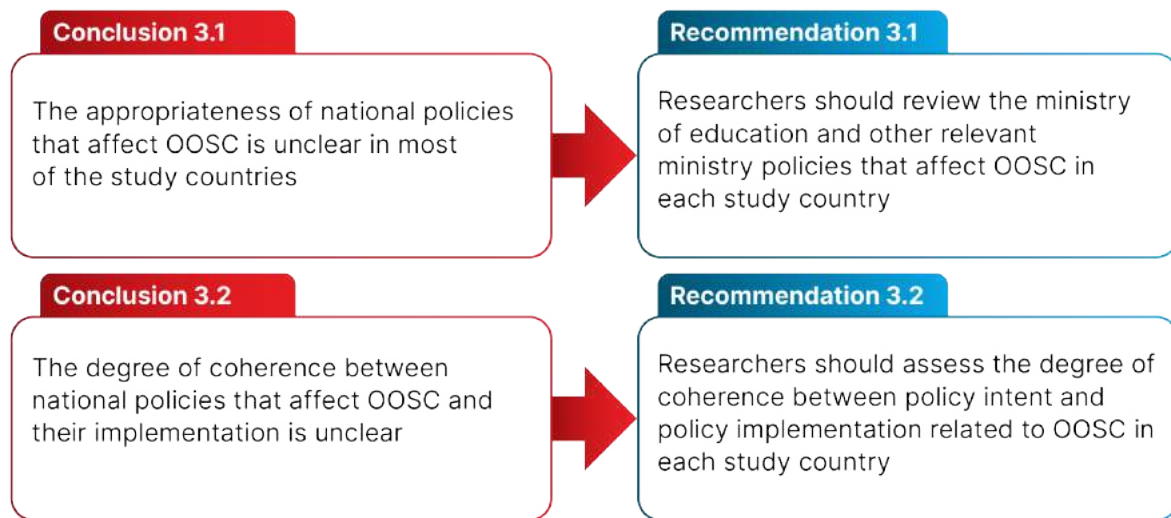 Conclusion 3.1
The appropriateness of national policies
that affect OOSC is unclear in most
of the study countries
Recommendation 3.1
Researchers should review the ministry
of education and other relevant
ministry policies that affect OOSC in
each study country
Conclusion 3.2
The degree of coherence between
national policies that affect OOSC and
their implementation is unclear
Recommendation 3.2
Researchers should assess the degree of
coherence between policy intent and
policy implementation related to OOSC in
each study country